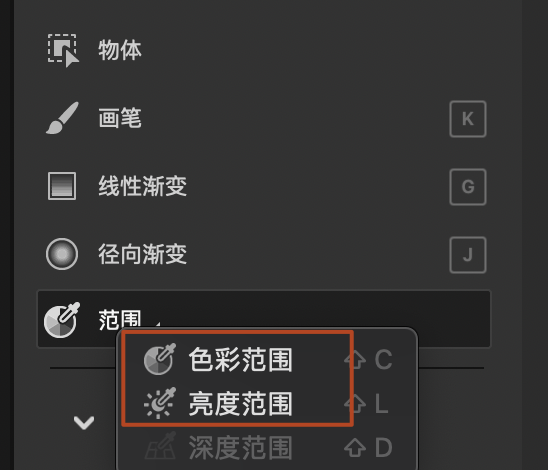 物体
画笔 K
线性渐变 G
径向渐变 J
范围
色彩范围 ⇧ C
亮度范围 ⇧ L
深度范围 ⇧ D